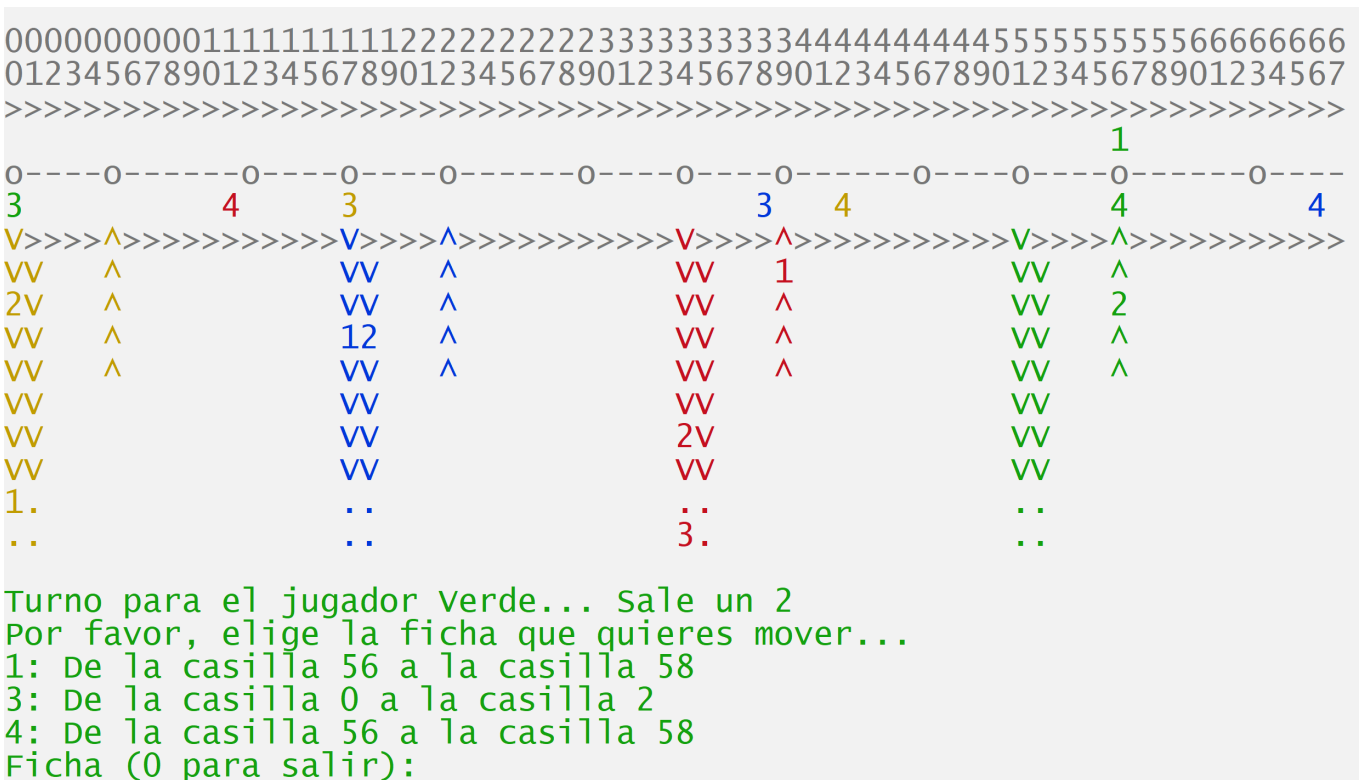 00000000001111111111222222222233333333334444444444555555555566666666
01234567890123456789012345678901234567890123456789012345678901234567
>>>>>>>>>>>>>>>>>>>>>>>>>>>>>>>>>>>>>>>>>>>>>>>>>>>>>>>>>>>>>>>>>>>>
                                                        1
o----o------o----o----o------o----o----o------o----o----o------o----
3          4     3                    3   4             4         4
V>>>>^>>>>>>>>>>>V>>>>^>>>>>>>>>>>V>>>>^>>>>>>>>>>>V>>>>^>>>>>>>>>>>
VV   ^           VV   ^           VV   1           VV   ^
2V   ^           VV   ^           VV   ^           VV   2
VV   ^           12   ^           VV   ^           VV   ^
VV   ^           VV   ^           VV   ^           VV   ^
VV               VV               VV               VV
VV               VV               2V               VV
VV               VV               VV               VV
1.               ..               ..               ..
..               ..               3.               ..
Turno para el jugador Verde... Sale un 2
Por favor, elige la ficha que quieres mover...
1: De la casilla 56 a la casilla 58
3: De la casilla 0 a la casilla 2
4: De la casilla 56 a la casilla 58
Ficha (0 para salir):